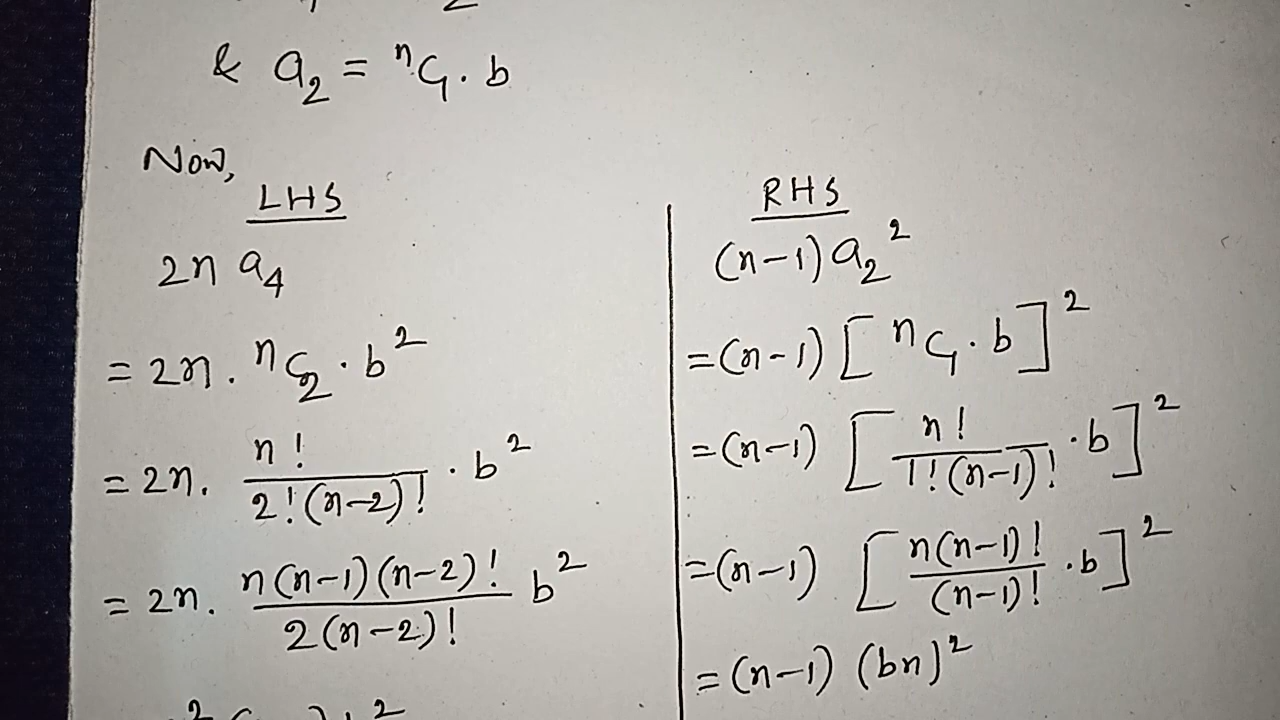 & a₂ = ⁿC₁ · b
Now,
LHS
2n a₄
= 2n . ⁿC₂ · b²
= 2n . n! / 2!(n-2)! · b²
= 2n . n(n-1)(n-2)! / 2(n-2)! b²
RHS
(n-1) a₂²
= (n-1) [ ⁿC₁ · b ]²
= (n-1) [ n! / 1!(n-1)! · b ]²
= (n-1) [ n(n-1)! / (n-1)! · b ]²
= (n-1) (bn)²